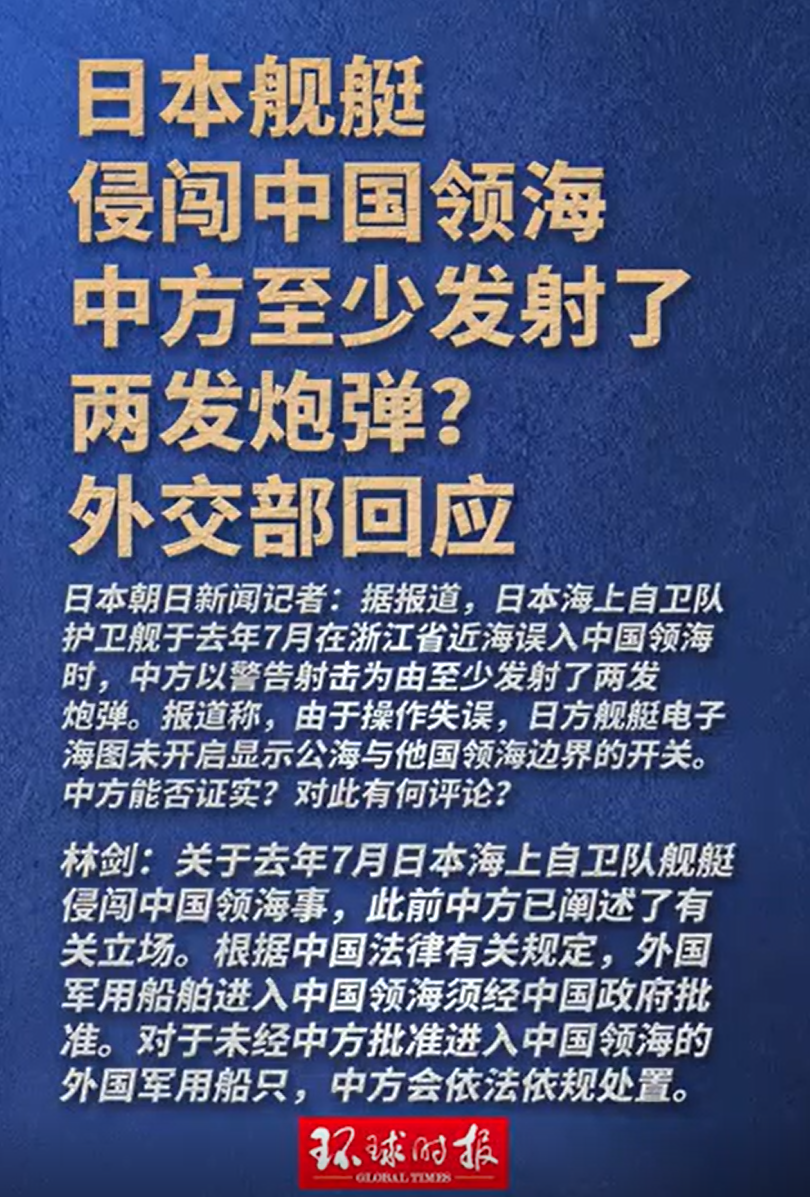 日本舰艇
侵闯中国领海
中方至少发射了
两发炮弹？
外交部回应
日本朝日新闻记者：据报道，日本海上自卫队
护卫舰于去年7月在浙江省近海误入中国领海
时，中方以警告射击为由至少发射了两发
炮弹。报道称，由于操作失误，日方舰艇电子
海图未开启显示公海与他国领海边界的开关。
中方能否证实？对此有何评论？
林剑：关于去年7月日本海上自卫队舰艇
侵闯中国领海事，此前中方已阐述了有
关立场。根据中国法律有关规定，外国
军用船舶进入中国领海须经中国政府批
准。对于未经中方批准进入中国领海的
外国军用船只，中方会依法依规处置。
环球时报
GLOBAL TIMES